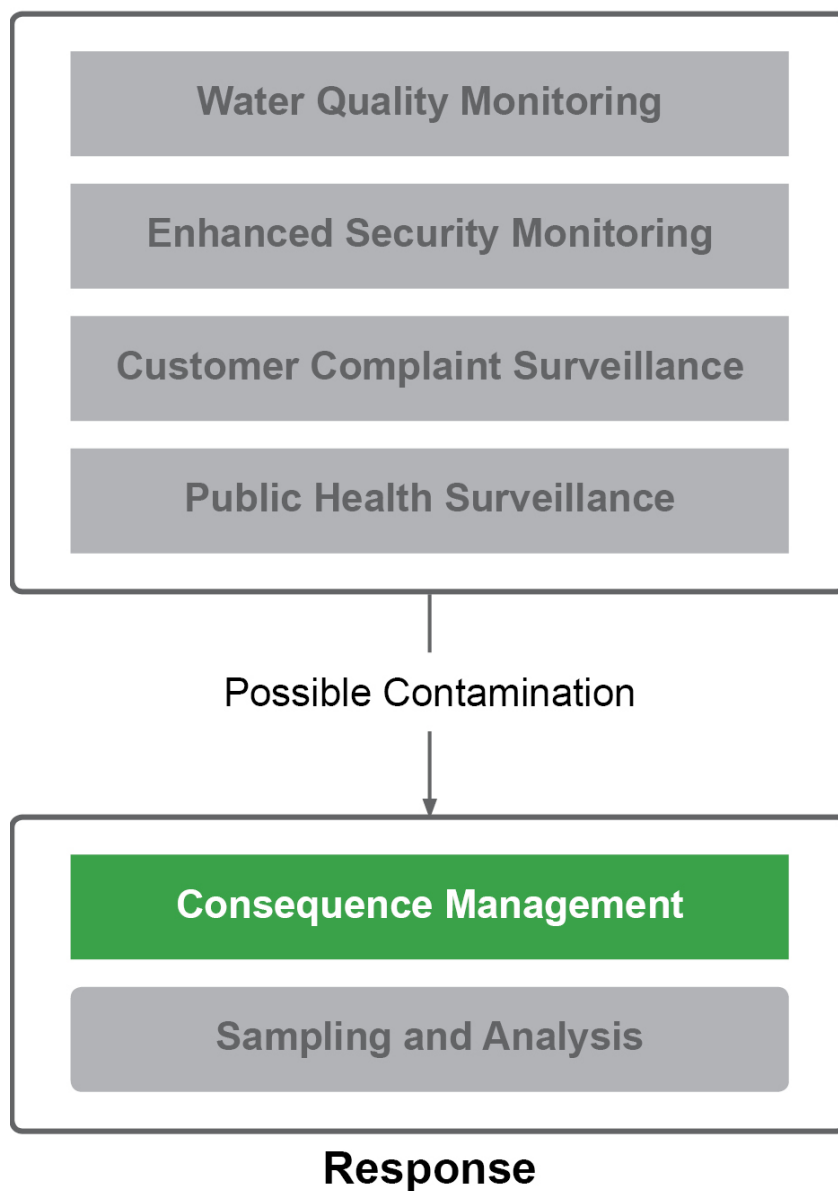 Water Quality Monitoring
Enhanced Security Monitoring
Customer Complaint Surveillance
Public Health Surveillance
Possible Contamination
Consequence Management
Sampling and Analysis
Response